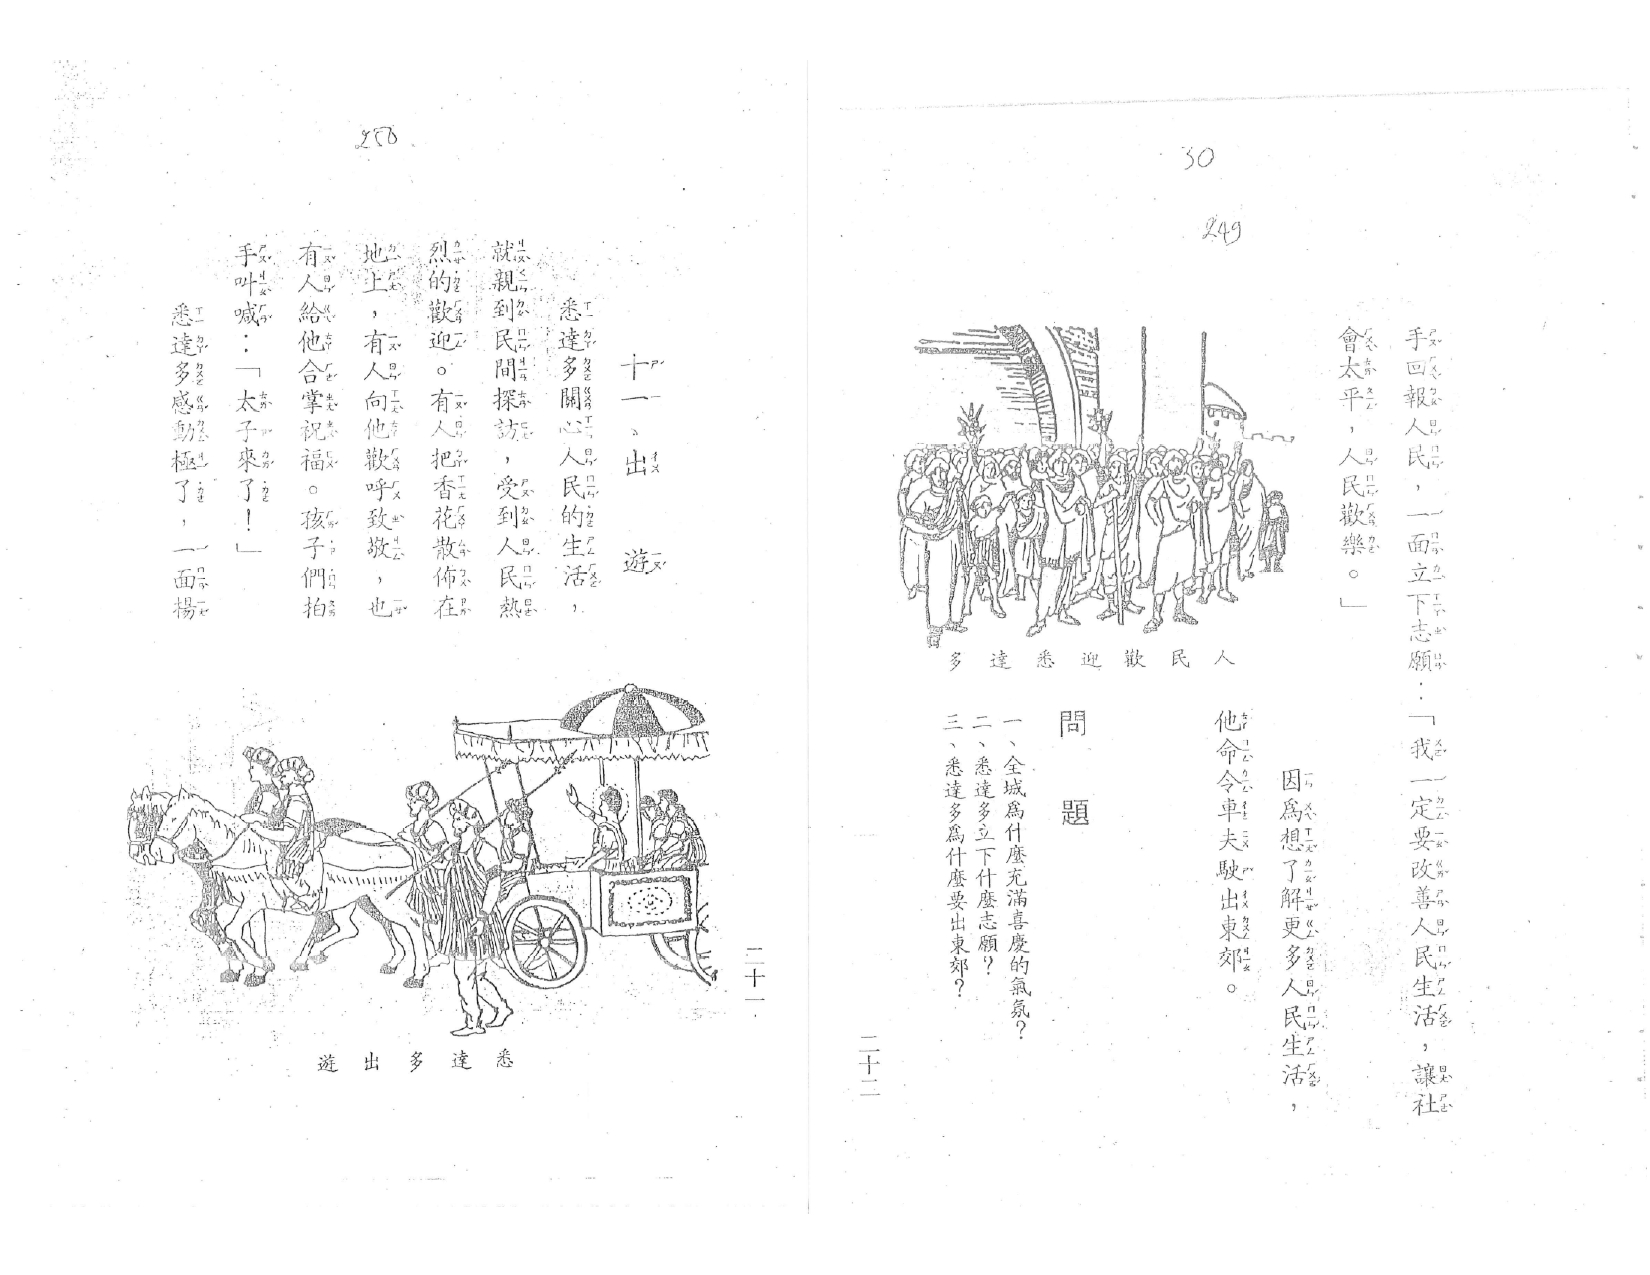 250
十一、出遊
悉達多關心人民的生活，
就親到民間探訪，受到人民熱
烈的歡迎。有人把香花散佈在
地上，有人向他歡呼致敬，也
有人給他合掌祝福。孩子們拍
手叫喊：「太子來了！」
悉達多感動極了，一面揚
悉達多出遊
二十一
30
249
手回報人民，一面立下志願：「我一定要改善人民生活，讓社
會太平，人民歡樂。」
人民歡迎悉達多
因爲想了解更多人民生活，
他命令車夫駛出東郊。
問題
一、全城爲什麼充滿喜慶的氣氛？
二、悉達多立下什麼志願？
三、悉達多爲什麼要出東郊？
二十二